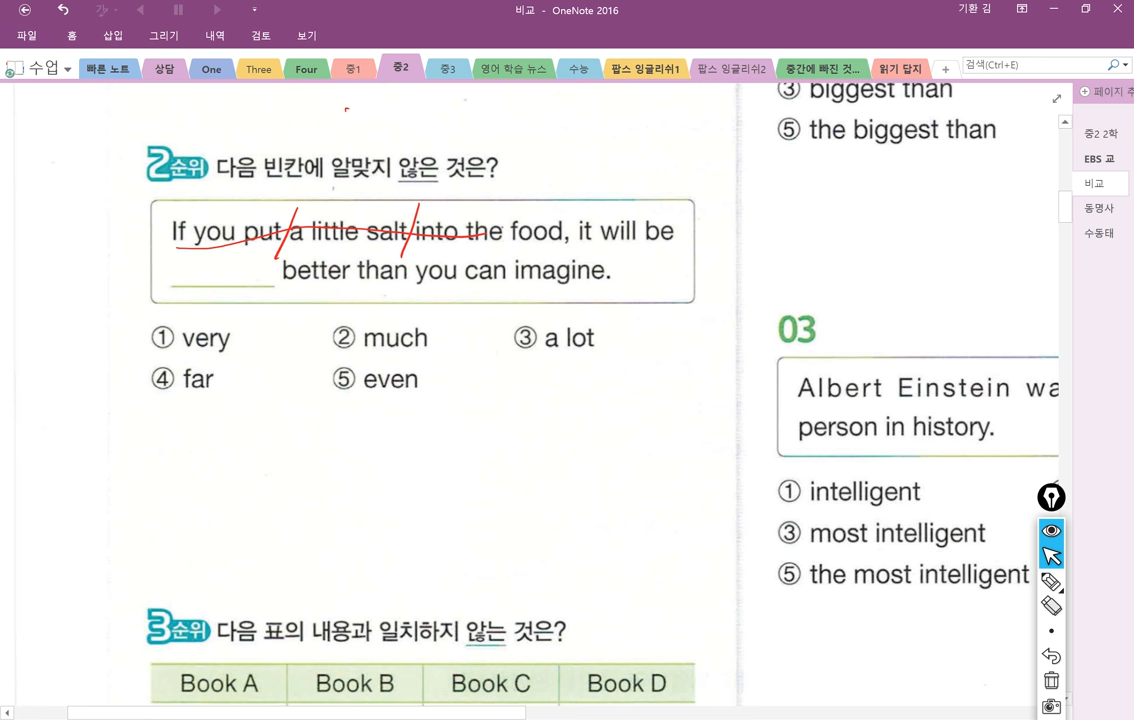 비교 - OneNote 2016
기환 김
파일 홈 삽입 그리기 내역 검토 보기
수업 빠른 노트 상담 One Three Four 중1 중2 중3 영어 학습 뉴스 수능 팝스 잉글리쉬1 팝스 잉글리쉬2 중간에 빠진 것... 읽기 답지 +
검색(Ctrl+E)
페이지 추
중2 2학
EBS 교
비교
동명사
수동태
2순위 다음 빈칸에 알맞지 않은 것은?
If you put a little salt into the food, it will be
________ better than you can imagine.
① very ② much ③ a lot
④ far ⑤ even
3순위 다음 표의 내용과 일치하지 않는 것은?
Book A Book B Book C Book D
③ biggest than
⑤ the biggest than
03
Albert Einstein wa
person in history.
① intelligent
③ most intelligent
⑤ the most intelligent